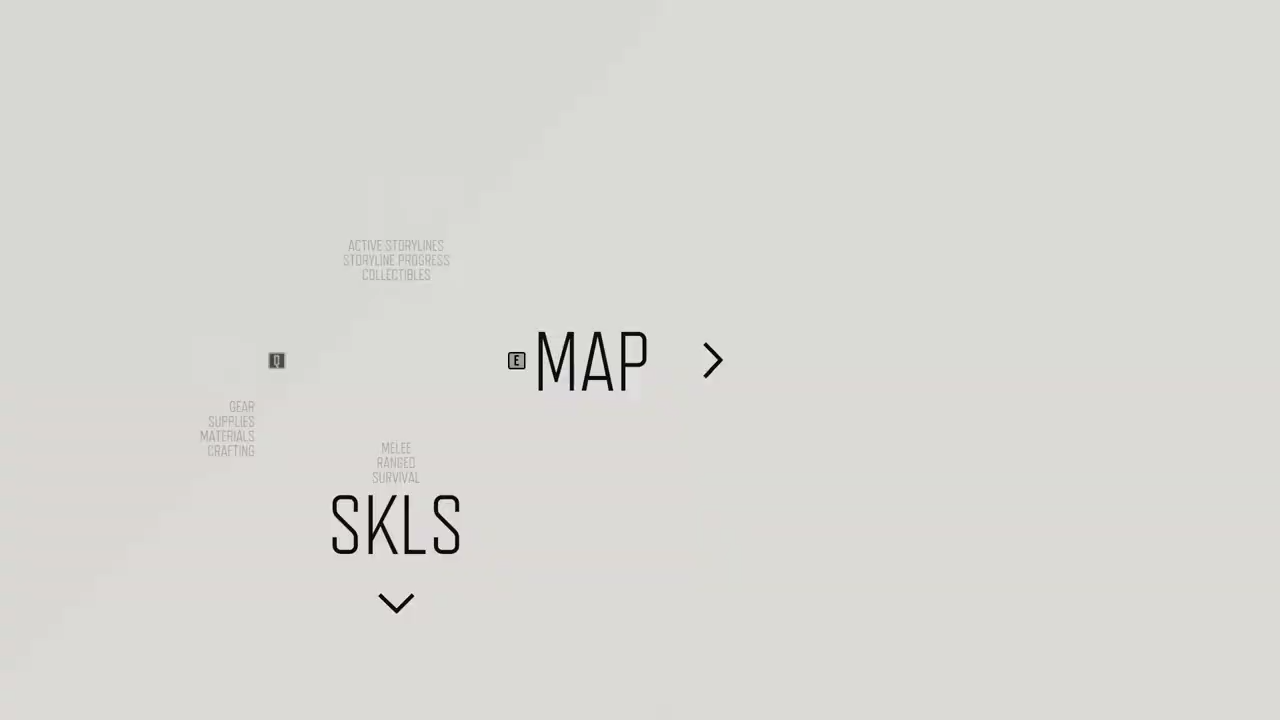 ACTIVE STORYLINES
STORYLINE PROGRESS
COLLECTIBLES
Q
E
MAP
GEAR
SUPPLIES
MATERIALS
CRAFTING
MELEE
RANGED
SURVIVAL
SKLS